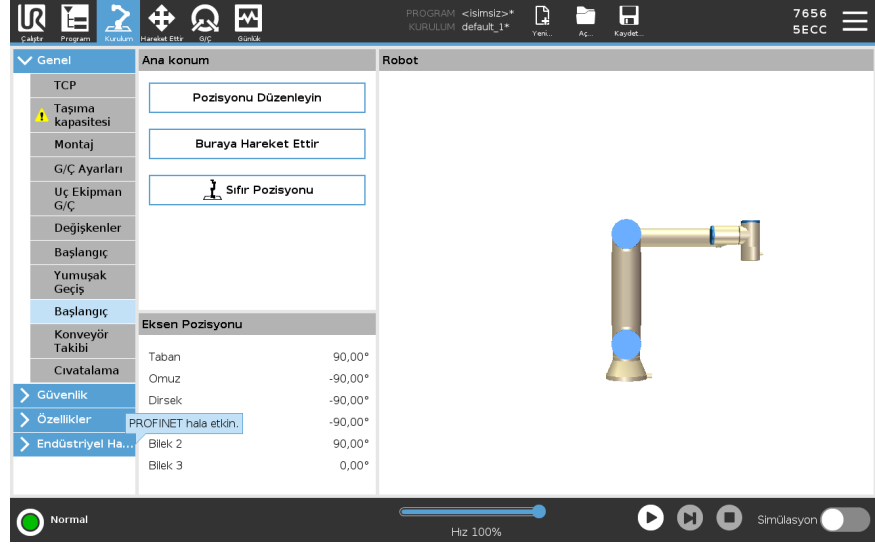 UR
Çalıştır
Program
Kurulum
Hareket Ettir
G/Ç
Günlük
PROGRAM <isimsiz>*
KURULUM default_1*
Yeni...
Aç...
Kaydet...
7656
5ECC
Genel
TCP
Taşıma
kapasitesi
Montaj
G/Ç Ayarları
Uç Ekipman
G/Ç
Değişkenler
Başlangıç
Yumuşak
Geçiş
Başlangıç
Konveyör
Takibi
Cıvatalama
Güvenlik
Özellikler
Endüstriyel Ha...
PROFINET hala etkin.
Ana konum
Pozisyonu Düzenleyin
Buraya Hareket Ettir
Sıfır Pozisyonu
Eksen Pozisyonu
Taban 90,00°
Omuz -90,00°
Dirsek -90,00°
-90,00°
Bilek 2 90,00°
Bilek 3 0,00°
Robot
Normal
Hız 100%
Simülasyon